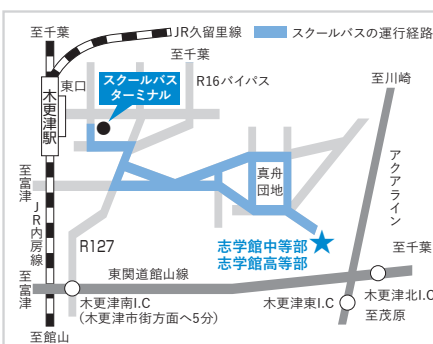 至千葉
JR久留里線
スクールバスの運行経路
至千葉
東口
スクールバス
ターミナル
R16バイパス
至川崎
木更津駅
アクアライン
真舟
団地
至富津
JR内房線
R127
志学館中等部
志学館高等部
至千葉
東関道館山線
至富津
木更津南I.C
(木更津市街方面へ5分)
木更津東I.C
木更津北I.C
至茂原
至館山